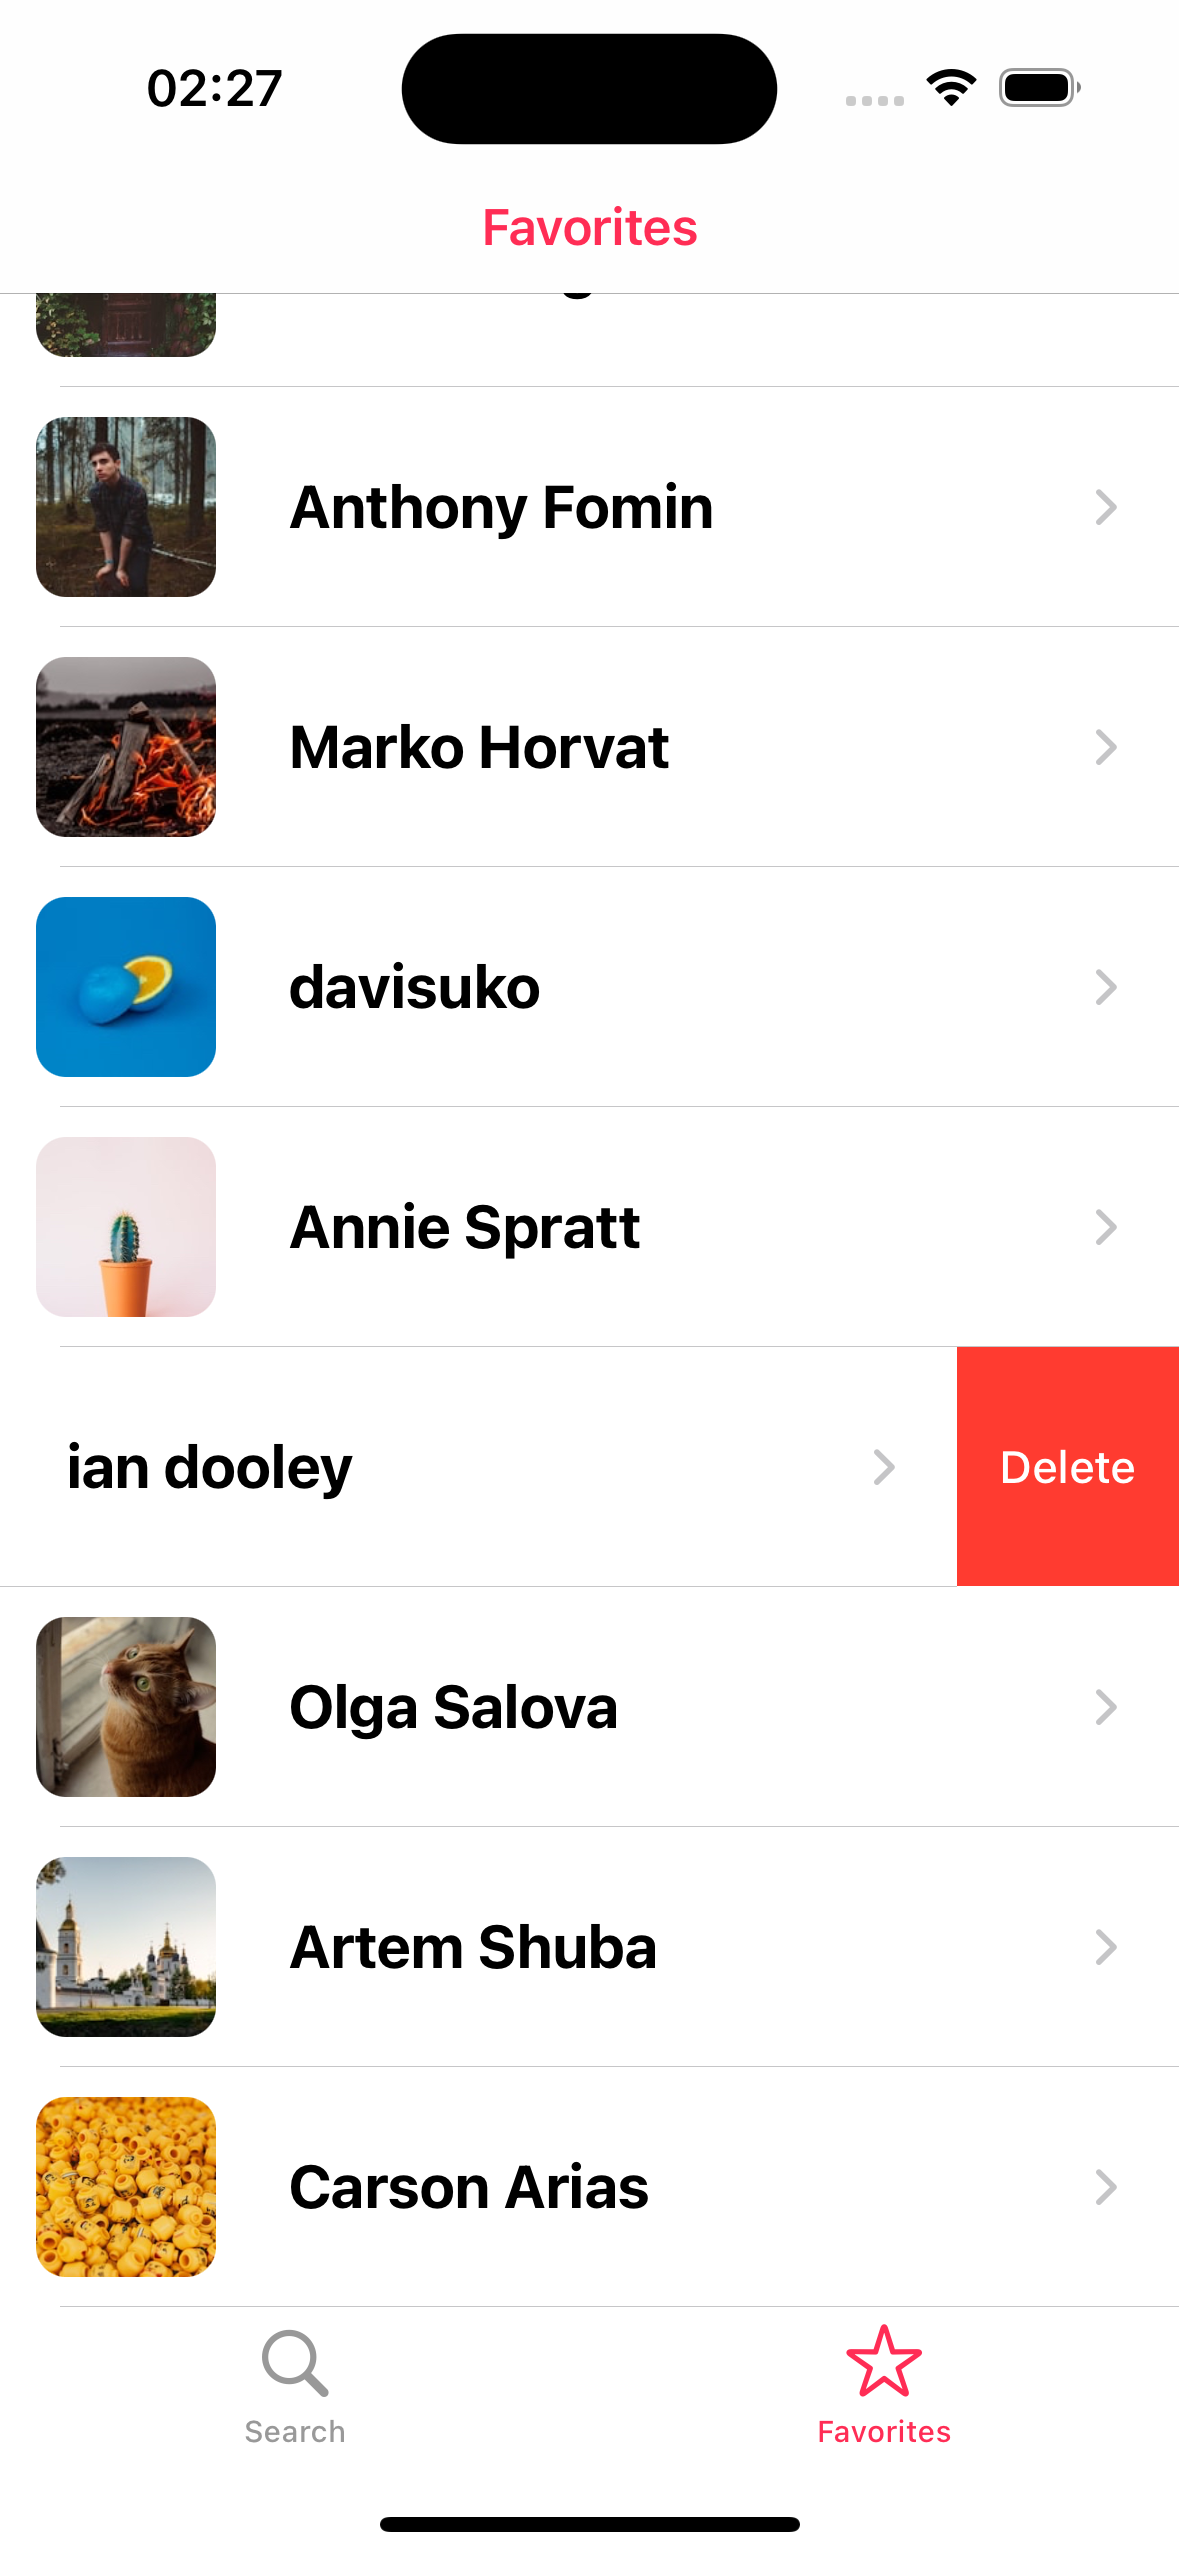 02:27
Favorites
Anthony Fomin
Marko Horvat
davisuko
Annie Spratt
ian dooley
Delete
Olga Salova
Artem Shuba
Carson Arias
Search
Favorites